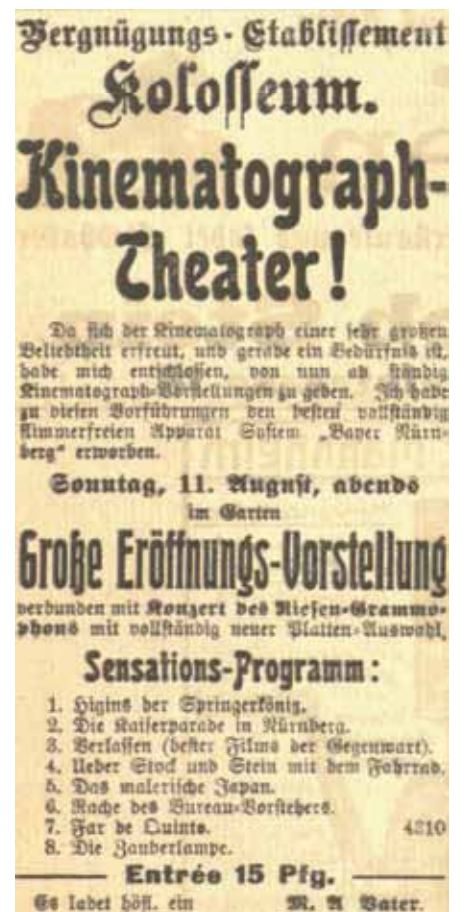 Vergnügungs-Etablissement
Kolosseum.
Kinematograph-
Theater!
Da sich der Kinematograph einer sehr großen
Beliebtheit erfreut, und gerade ein Bedürfnis ist,
habe mich entschlossen, von nun ab ständig
Kinematograph-Vorstellungen zu geben. Ich habe
zu diesen Vorführungen den besten vollständig
flimmerfreien Apparat System „Bayer Nürn-
berg“ erworben.
Sonntag, 11. August, abends
im Garten
Große Eröffnungs-Vorstellung
verbunden mit Konzert des Riesen-Grammo-
phons mit vollständig neuer Platten-Auswahl.
Sensations-Programm:
1. Higins der Springerkönig.
2. Die Kaiserparade in Nürnberg.
3. Verlassen (bester Films der Gegenwart).
4. Ueber Stock und Stein mit dem Fahrrad.
5. Das malerische Japan.
6. Rache des Bureau-Vorstehers.
7. Far de Quinto. 4310
8. Die Zauberlampe.
Entrée 15 Pfg.
Es ladet höfl. ein M. A Vater.